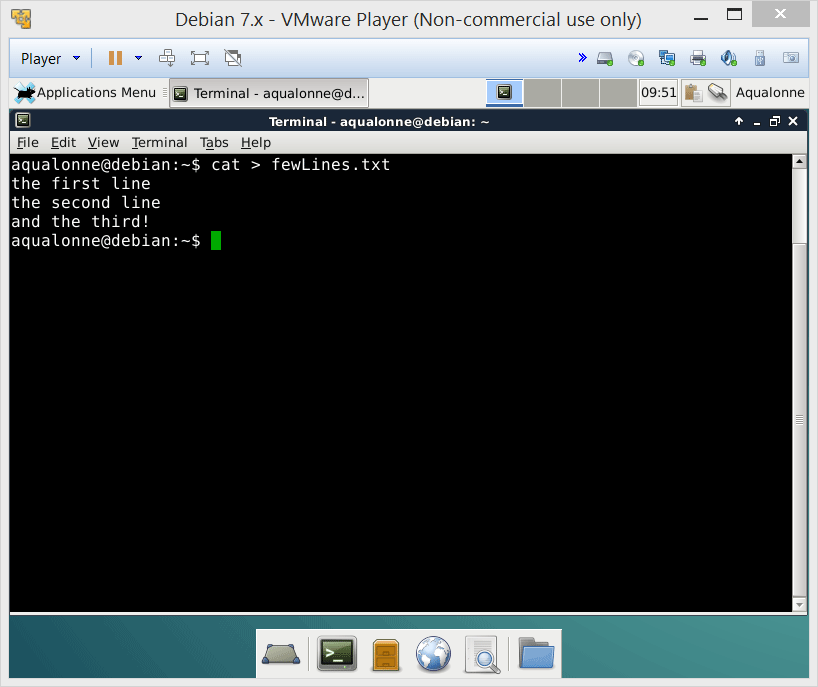 Debian 7.x - VMware Player (Non-commercial use only)
Player
Applications Menu
Terminal - aqualonne@d...
09:51
Aqualonne
Terminal - aqualonne@debian: ~
File Edit View Terminal Tabs Help
aqualonne@debian:~$ cat > fewLines.txt
the first line
the second line
and the third!
aqualonne@debian:~$